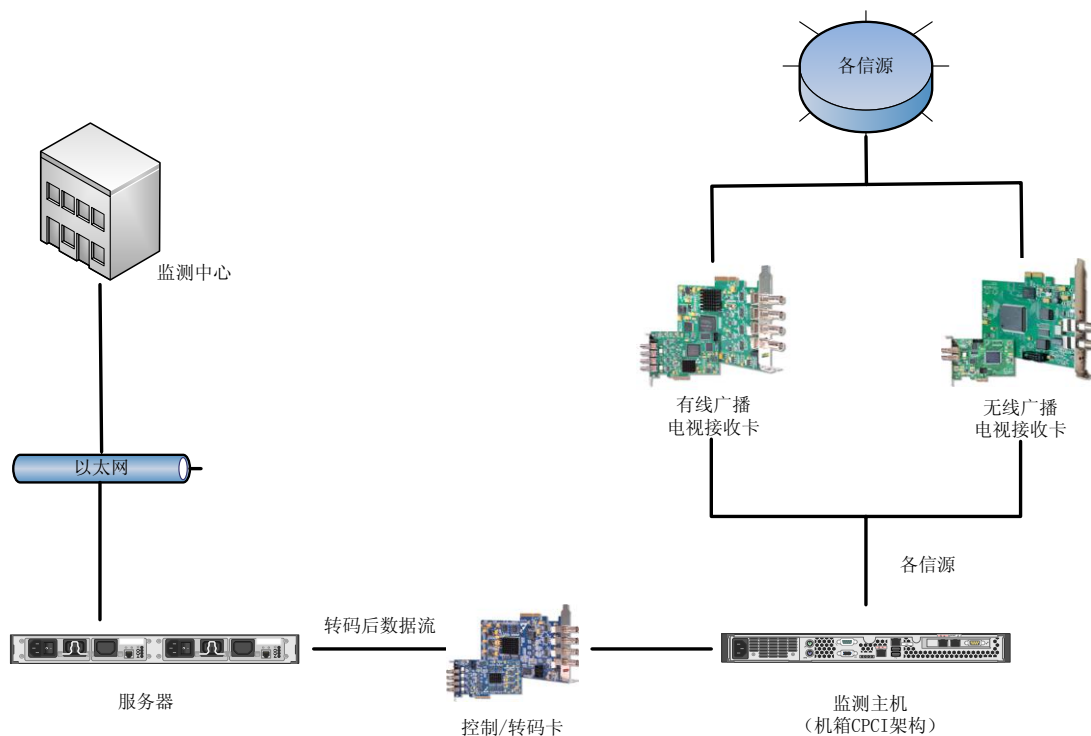 各信源
监测中心
有线广播
电视接收卡
无线广播
电视接收卡
以太网
各信源
转码后数据流
服务器
控制/转码卡
监测主机
（机箱CPCI架构）